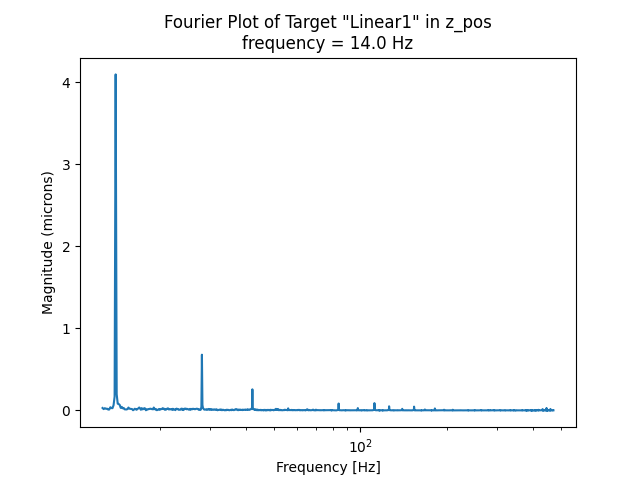 Fourier Plot of Target "Linear1" in z_pos
frequency = 14.0 Hz
4
3
2
1
0
Magnitude (microns)
10²
Frequency [Hz]